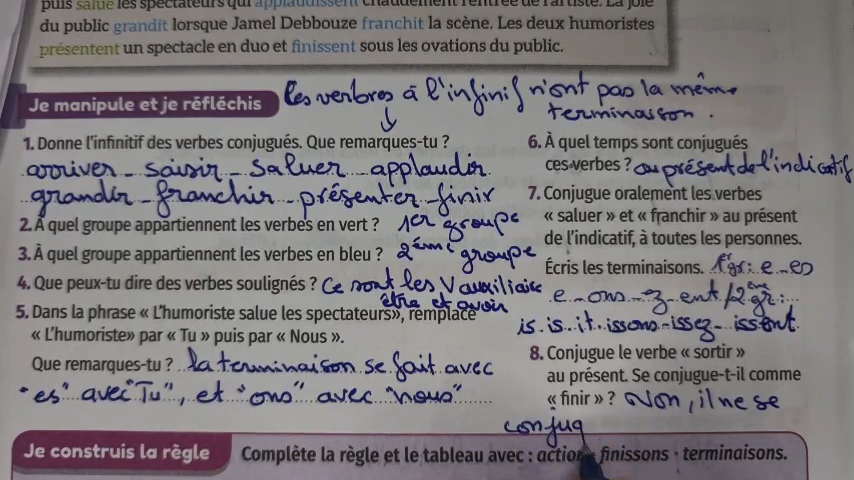 puis salue les spectateurs qui applaudissent chaudement l'entrée de l'artiste. La joie
du public grandit lorsque Jamel Debbouze franchit la scène. Les deux humoristes
présentent un spectacle en duo et finissent sous les ovations du public.
Je manipule et je réfléchis
les verbres à l'infinif n'ont pas la même
terminaison.
1. Donne l'infinitif des verbes conjugués. Que remarques-tu ?
arriver - saisir - saluer - applaudir
grandir - franchir - présenter - finir
2. À quel groupe appartiennent les verbes en vert ? 1er groupe
3. À quel groupe appartiennent les verbes en bleu ? 2ème groupe
4. Que peux-tu dire des verbes soulignés ? Ce sont les V auxiliaire
être et avoir
5. Dans la phrase « L'humoriste salue les spectateurs», remplace
« L'humoriste» par « Tu » puis par « Nous ».
Que remarques-tu ? la terminaison se fait avec
"es" avec "Tu", et "ons" avec "nous"
6. À quel temps sont conjugués
ces verbes ? au présent de l'indicatif
7. Conjugue oralement les verbes
« saluer » et « franchir » au présent
de l'indicatif, à toutes les personnes.
Écris les terminaisons. 1er gr: e - es
e - ons - ez - ent / 2ème gr:
is. is. it. issons - issez - issent.
8. Conjugue le verbe « sortir »
au présent. Se conjugue-t-il comme
« finir » ? Non, il ne se
conjug
Je construis la règle
Complète la règle et le tableau avec : action · finissons · terminaisons.